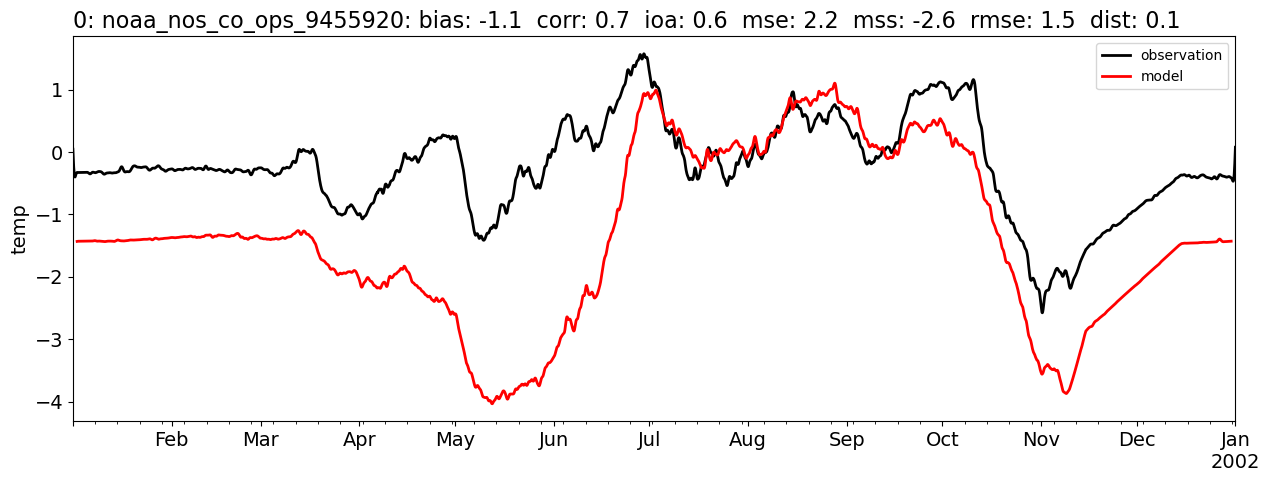 0: noaa_nos_co_ops_9455920: bias: -1.1  corr: 0.7  ioa: 0.6  mse: 2.2  mss: -2.6  rmse: 1.5  dist: 0.1
observation
model
1
0
−1
−2
−3
−4
temp
Feb Mar Apr May Jun Jul Aug Sep Oct Nov Dec Jan
2002